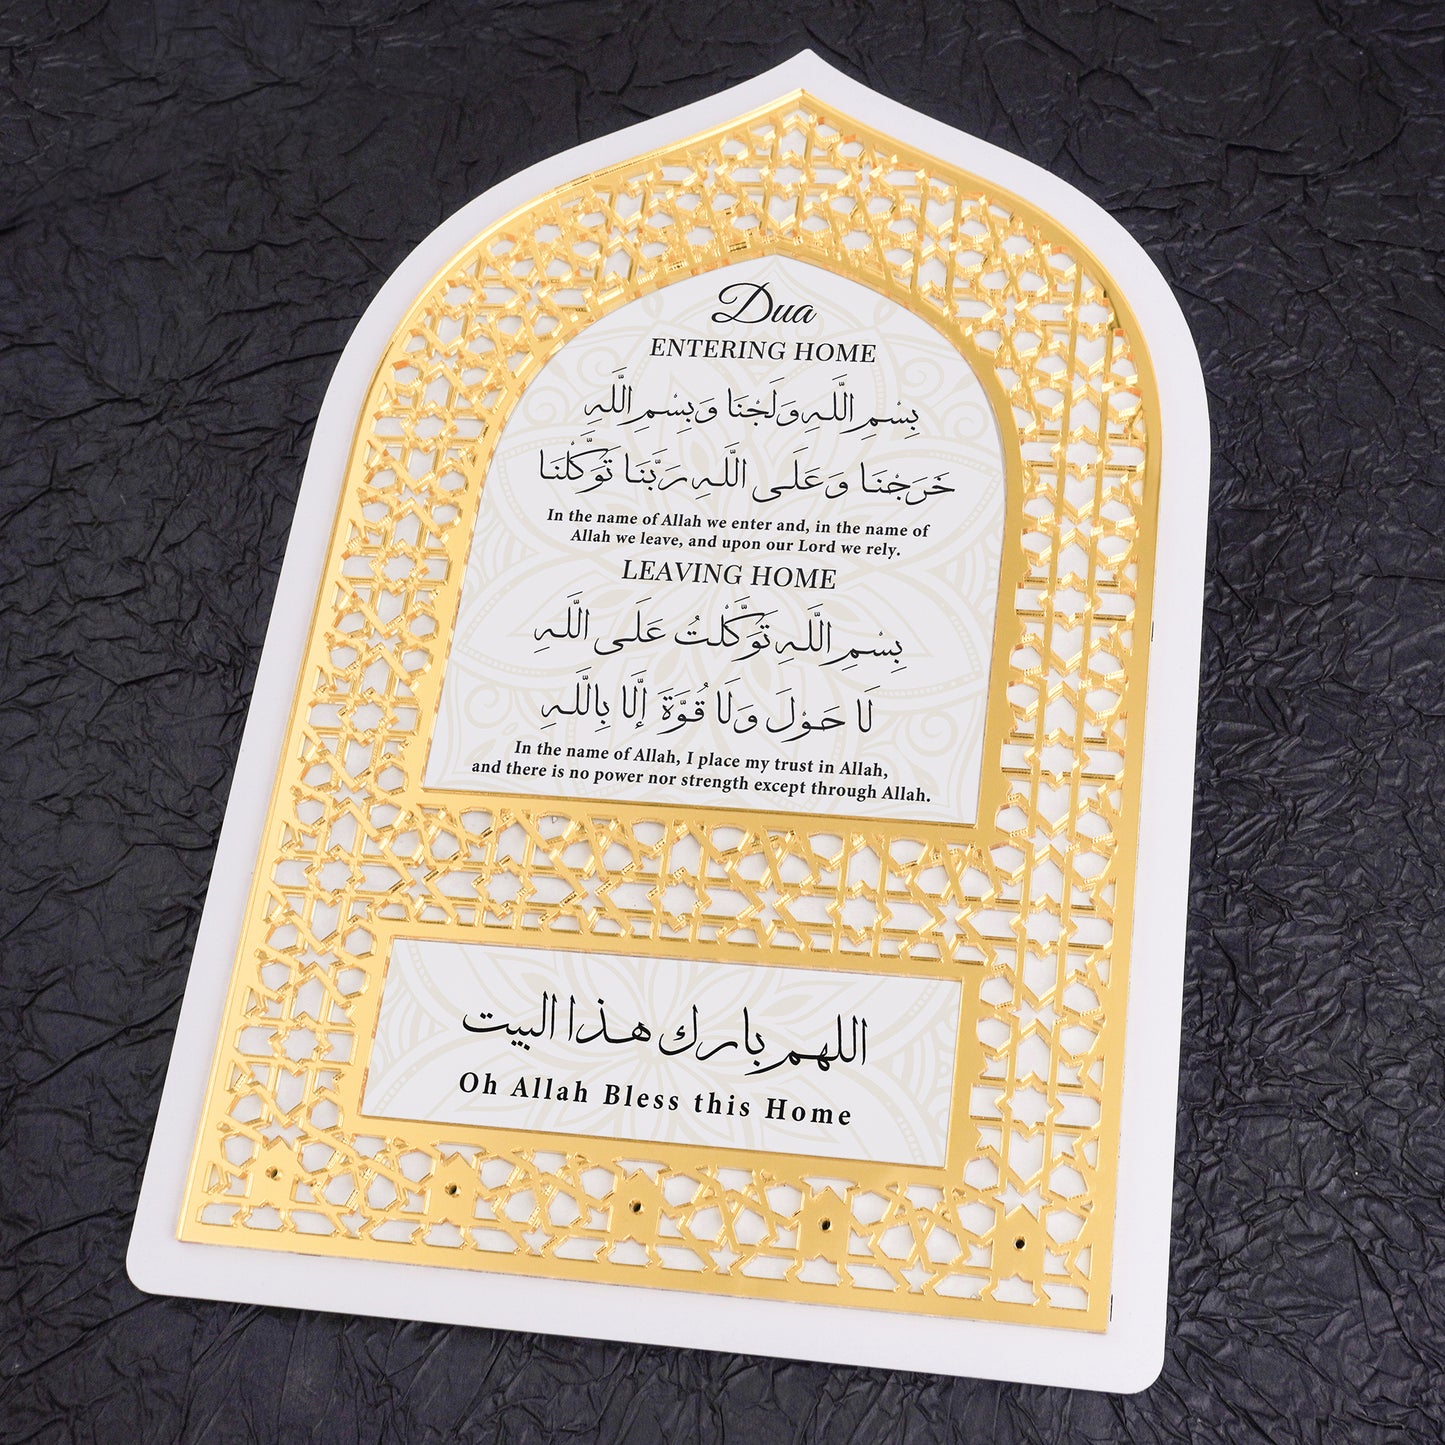 Dua
ENTERING HOME
بِسْمِ اللَّهِ وَلَجْنَا وَبِسْمِ اللَّهِ
خَرَجْنَا وَعَلَى اللَّهِ رَبَّنَا تَوَكَّلْنَا
In the name of Allah we enter and, in the name of
Allah we leave, and upon our Lord we rely.
LEAVING HOME
بِسْمِ اللَّهِ تَوَكَّلْتُ عَلَى اللَّهِ
لَا حَوْلَ وَلَا قُوَّةَ إِلَّا بِاللَّهِ
In the name of Allah, I place my trust in Allah,
and there is no power nor strength except through Allah.
اللهم بارك هذا البيت
Oh Allah Bless this Home